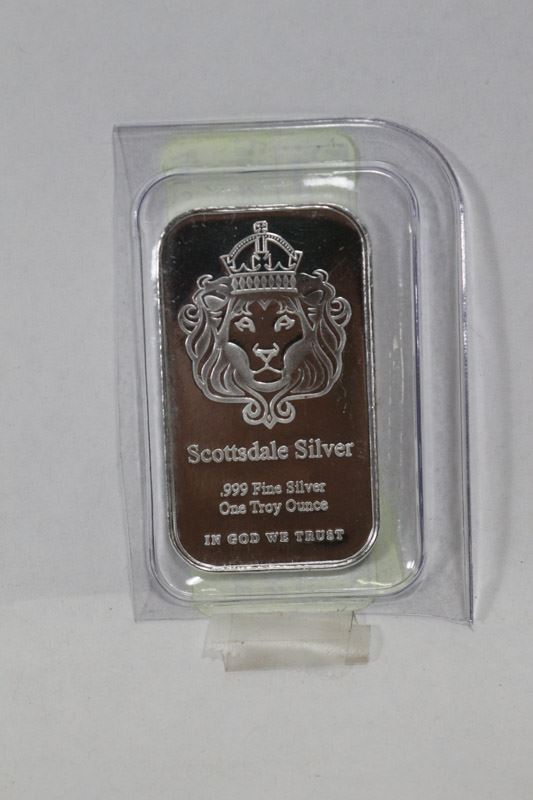 Scottsdale Silver
.999 Fine Silver
One Troy Ounce
IN GOD WE TRUST